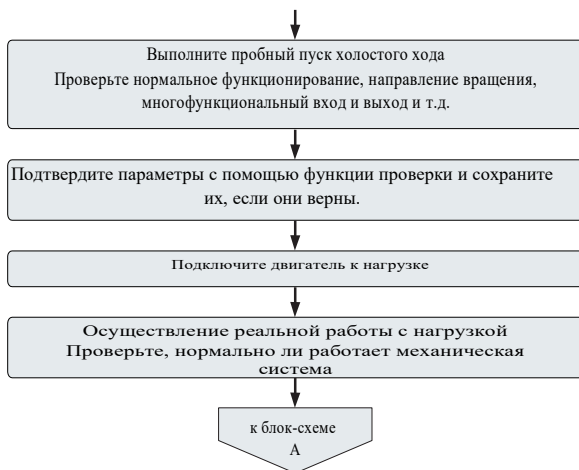 Выполните пробный пуск холостого хода
Проверьте нормальное функционирование, направление вращения,
многофункциональный вход и выход и т.д.
Подтвердите параметры с помощью функции проверки и сохраните
их, если они верны.
Подключите двигатель к нагрузке
Осуществление реальной работы с нагрузкой
Проверьте, нормально ли работает механическая
система
к блок-схеме
А